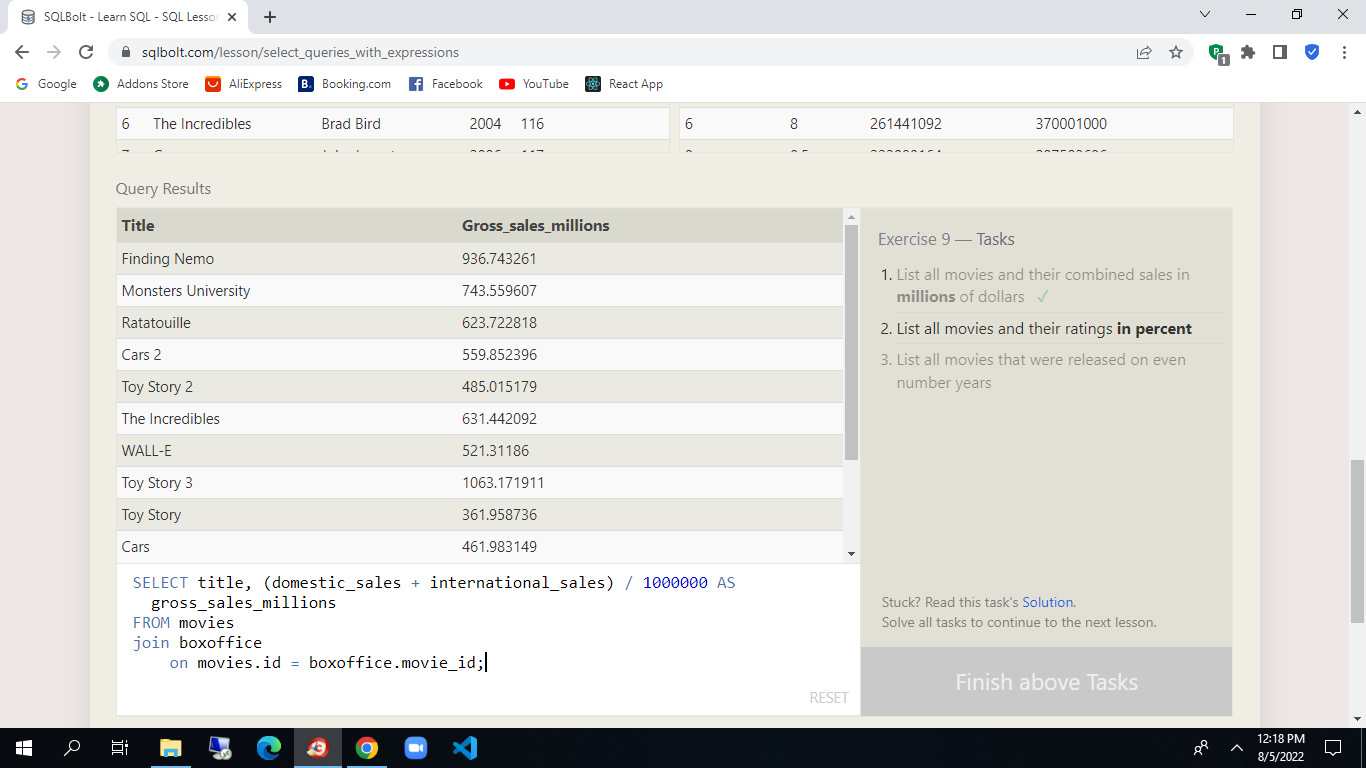 SQLBolt - Learn SQL - SQL Lesso
sqlbolt.com/lesson/select_queries_with_expressions
1
Google Addons Store AliExpress Booking.com Facebook YouTube React App
6 The Incredibles Brad Bird 2004 116 6 8 261441092 370001000
Query Results
Title Gross_sales_millions
Finding Nemo 936.743261
Monsters University 743.559607
Ratatouille 623.722818
Cars 2 559.852396
Toy Story 2 485.015179
The Incredibles 631.442092
WALL-E 521.31186
Toy Story 3 1063.171911
Toy Story 361.958736
Cars 461.983149
Exercise 9 — Tasks
1. List all movies and their combined sales in
millions of dollars ✓
2. List all movies and their ratings in percent
3. List all movies that were released on even
number years
SELECT title, (domestic_sales + international_sales) / 1000000 AS
gross_sales_millions
FROM movies
join boxoffice
on movies.id = boxoffice.movie_id;
RESET
Stuck? Read this task's Solution.
Solve all tasks to continue to the next lesson.
Finish above Tasks
12:18 PM
8/5/2022